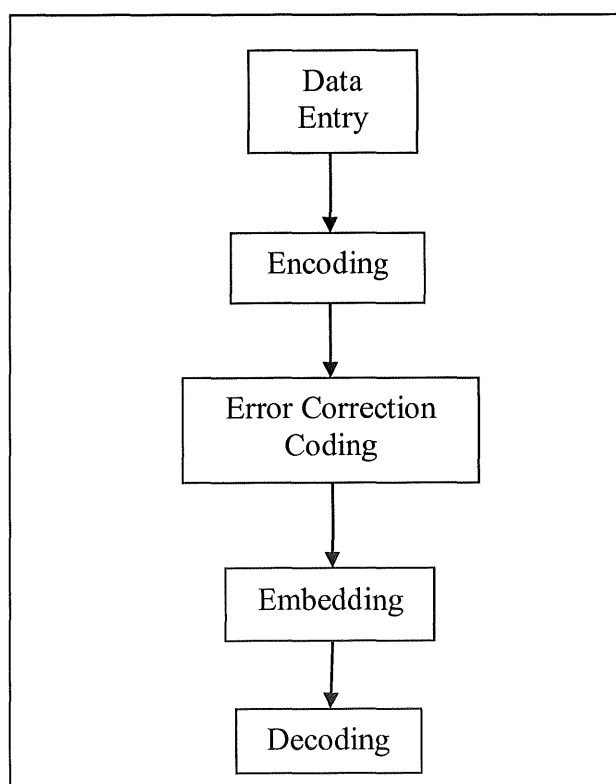 Data
Entry
Encoding
Error Correction
Coding
Embedding
Decoding